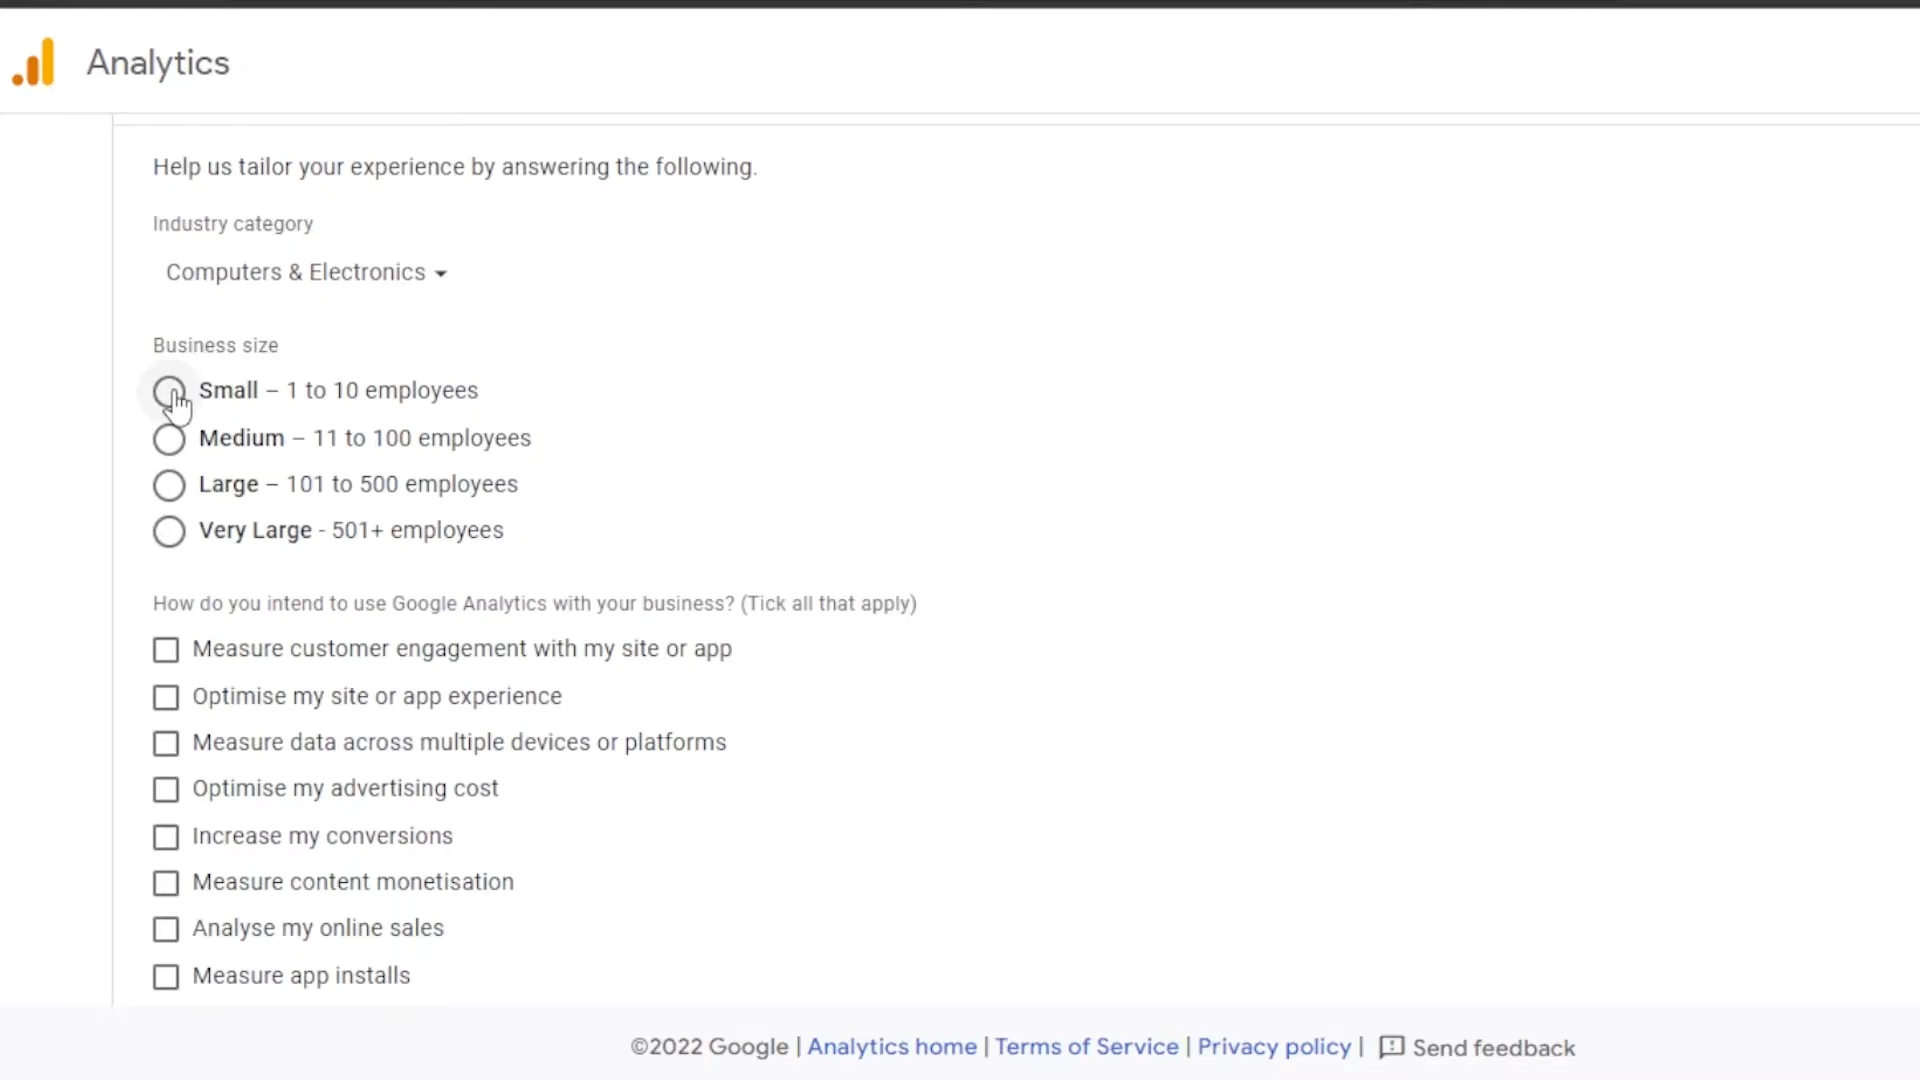 Analytics
Help us tailor your experience by answering the following.
Industry category
Computers & Electronics
Business size
Small – 1 to 10 employees
Medium – 11 to 100 employees
Large – 101 to 500 employees
Very Large - 501+ employees
How do you intend to use Google Analytics with your business? (Tick all that apply)
Measure customer engagement with my site or app
Optimise my site or app experience
Measure data across multiple devices or platforms
Optimise my advertising cost
Increase my conversions
Measure content monetisation
Analyse my online sales
Measure app installs
©2022 Google | Analytics home | Terms of Service | Privacy policy | Send feedback